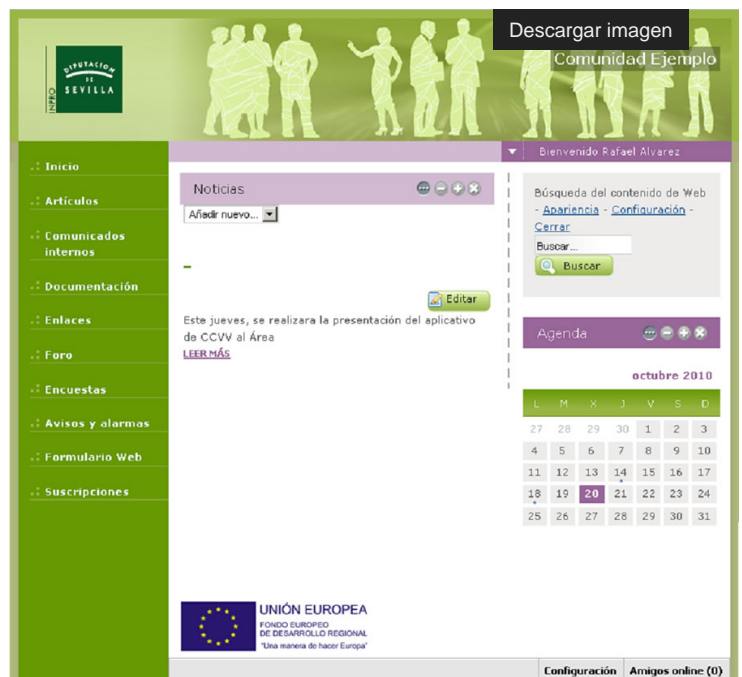 Descargar imagen
Comunidad Ejemplo
DIPUTACION
DE
SEVILLA
INPRO
Bienvenido Rafael Alvarez
.: Inicio
.: Artículos
.: Comunicados
internos
.: Documentación
.: Enlaces
.: Foro
.: Encuestas
.: Avisos y alarmas
.: Formulario Web
.: Suscripciones
Noticias
Añadir nuevo...
Editar
Este jueves, se realizara la presentación del aplicativo
de CCVV al Área
LEER MÁS
Búsqueda del contenido de Web
- Apariencia - Configuración -
Cerrar
Buscar...
Buscar
Agenda
octubre 2010
L M X J V S D
27 28 29 30 1 2 3
4 5 6 7 8 9 10
11 12 13 14 15 16 17
18 19 20 21 22 23 24
25 26 27 28 29 30 31
UNIÓN EUROPEA
FONDO EUROPEO
DE DESARROLLO REGIONAL
"Una manera de hacer Europa"
Configuración Amigos online (0)